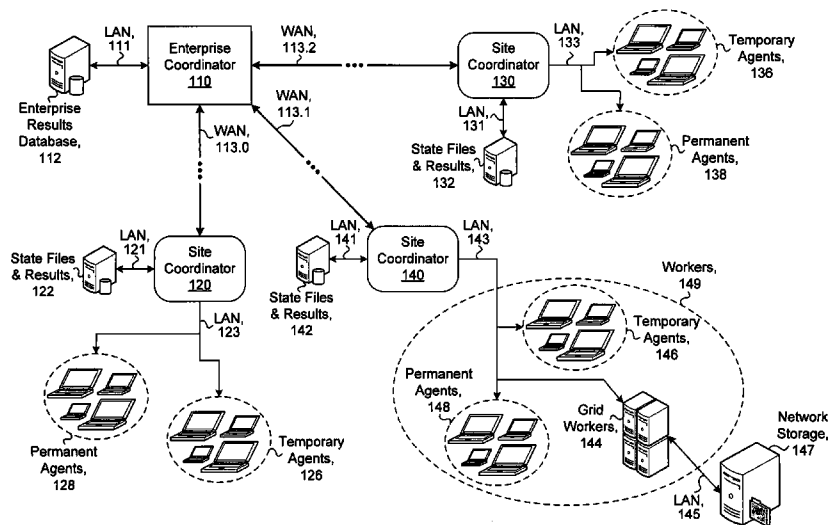 LAN,
111
Enterprise
Coordinator
110
WAN,
113.2
Site
Coordinator
130
LAN,
133
Temporary
Agents, 136
Enterprise
Results
Database,
112
WAN,
113.1
WAN,
113.0
LAN,
131
State Files
& Results,
132
Permanent
Agents,
138
LAN,
121
State Files
& Results,
122
Site
Coordinator
120
LAN,
123
LAN,
141
State Files
& Results,
142
Site
Coordinator
140
LAN,
143
Workers,
149
Temporary
Agents,
146
Permanent
Agents,
148
Grid
Workers,
144
Network
Storage,
147
LAN,
145
Permanent
Agents,
128
Temporary
Agents,
126